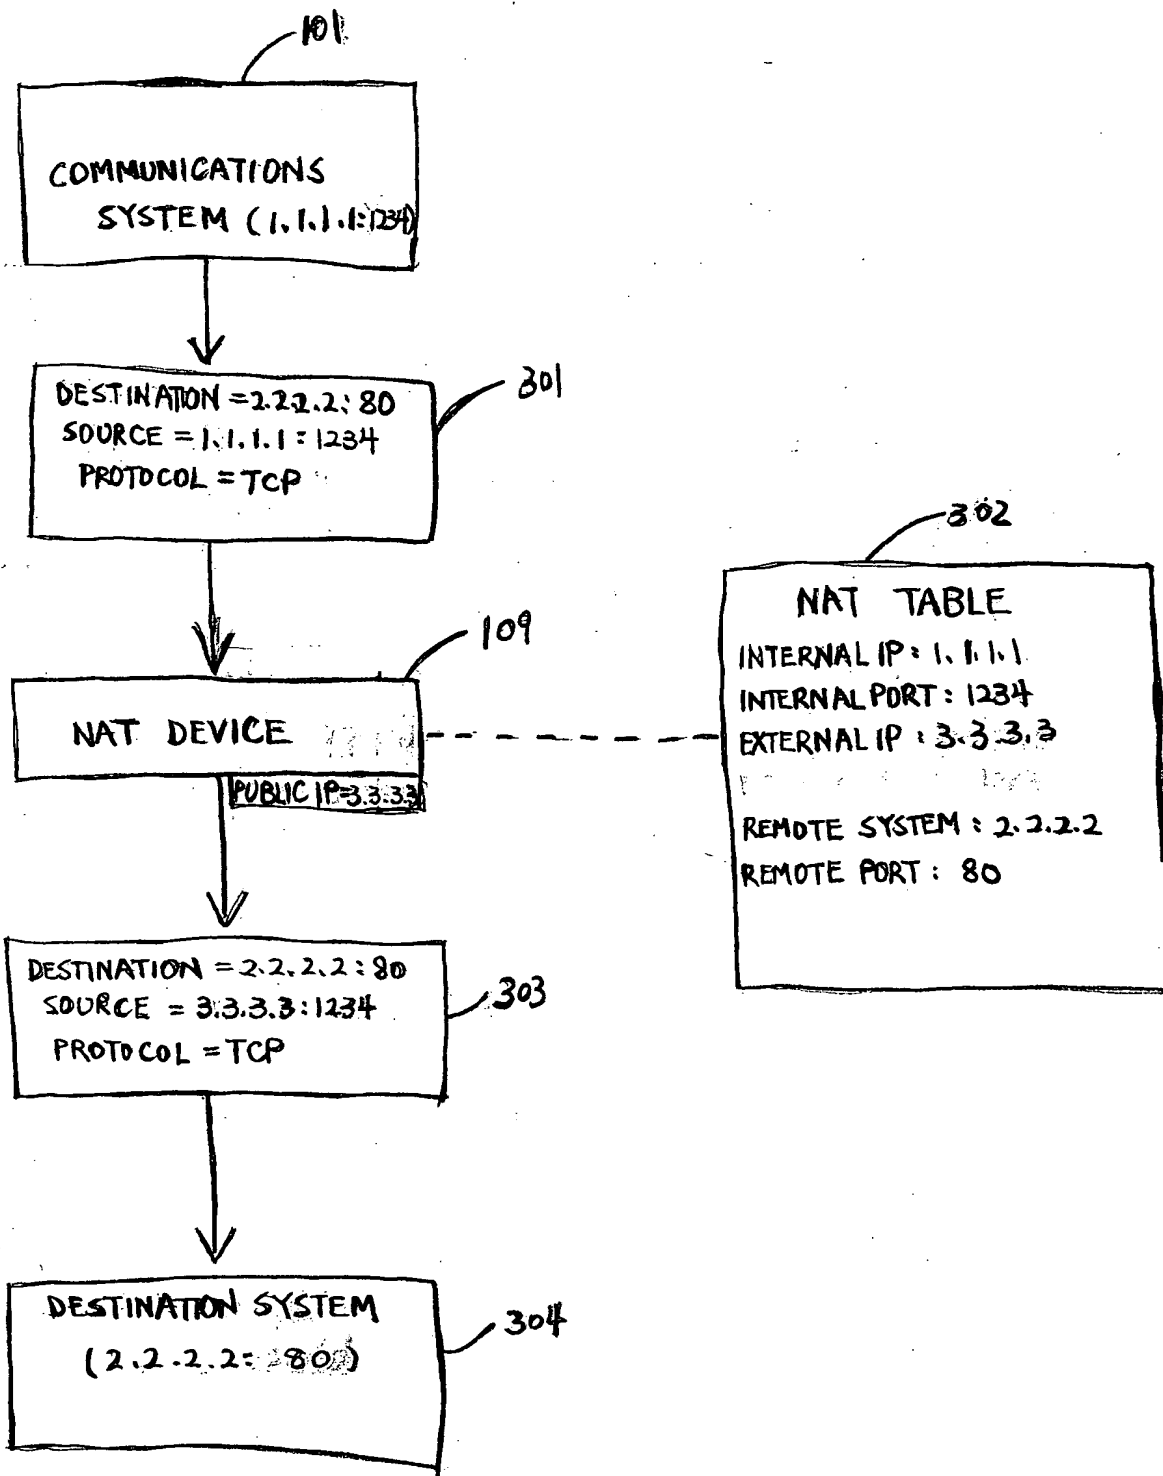 101
COMMUNICATIONS
SYSTEM (1.1.1.1:1234)
DESTINATION = 2.2.2.2:80
SOURCE = 1.1.1.1:1234
PROTOCOL = TCP
301
302
NAT TABLE
INTERNAL IP: 1.1.1.1
INTERNAL PORT: 1234
EXTERNAL IP: 3.3.3.3
REMOTE SYSTEM: 2.2.2.2
REMOTE PORT: 80
109
NAT DEVICE
PUBLIC IP=3.3.3.3
DESTINATION = 2.2.2.2:80
SOURCE = 3.3.3.3:1234
PROTOCOL = TCP
303
DESTINATION SYSTEM
(2.2.2.2: 80)
304